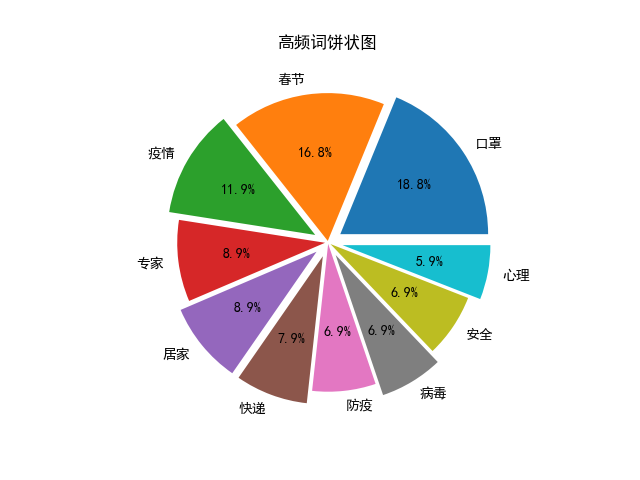 高频词饼状图
春节
口罩
16.8%
18.8%
疫情
11.9%
专家
8.9%
5.9%
心理
居家
8.9%
6.9%
安全
快递
7.9%
6.9%
防疫
6.9%
病毒